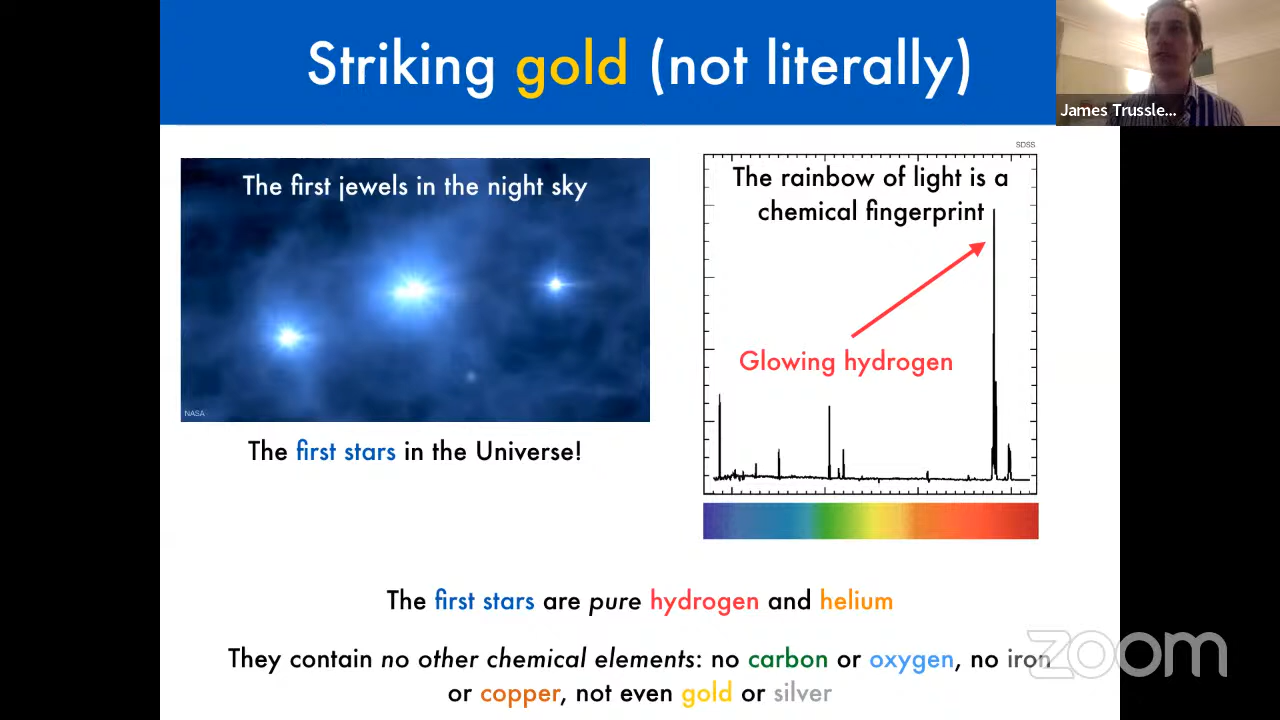 Striking gold (not literally)
James Trussle...
SDSS
The first jewels in the night sky
NASA
The first stars in the Universe!
The rainbow of light is a
chemical fingerprint
Glowing hydrogen
The first stars are pure hydrogen and helium
They contain no other chemical elements: no carbon or oxygen, no iron
or copper, not even gold or silver
zoom